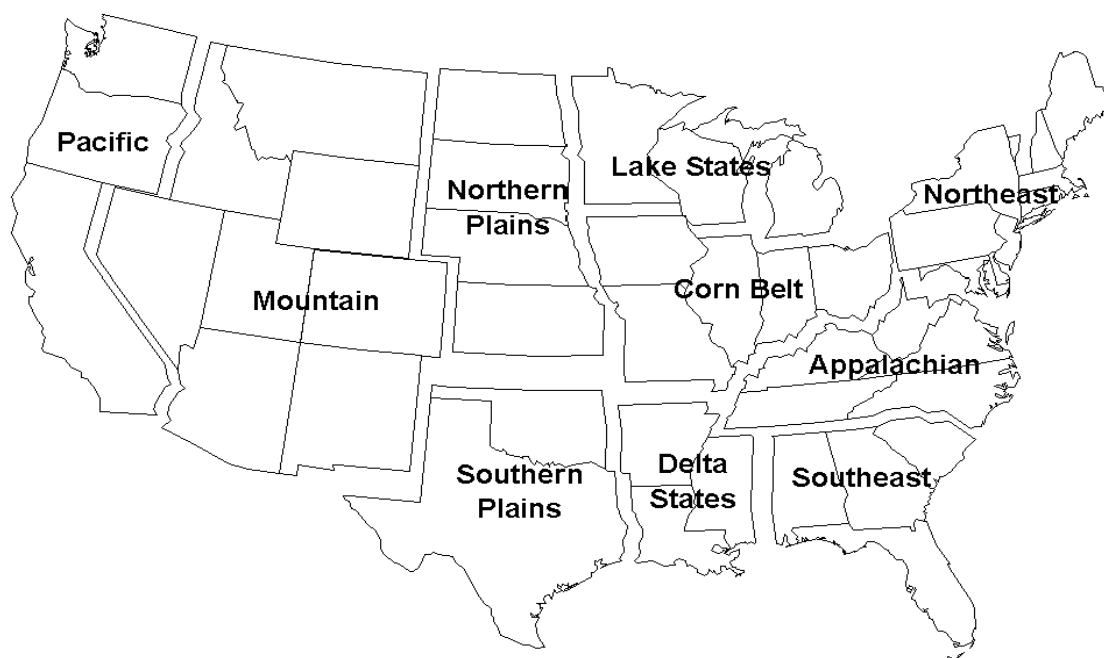 Pacific
Northern
Plains
Lake States
Northeast
Mountain
Corn Belt
Appalachian
Southern
Plains
Delta
States
Southeast